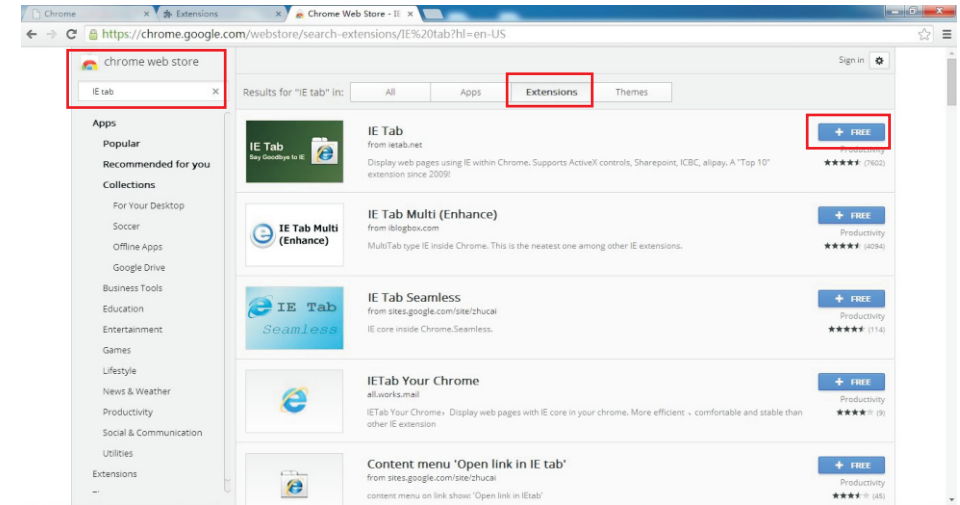 Chrome
Extensions
Chrome Web Store - IE
https://chrome.google.com/webstore/search-extensions/IE%20tab?hl=en-US
chrome web store
Sign in
IE tab
Results for "IE tab" in:
All
Apps
Extensions
Themes
Apps
Popular
Recommended for you
Collections
For Your Desktop
Soccer
Offline Apps
Google Drive
Business Tools
Education
Entertainment
Games
Lifestyle
News & Weather
Productivity
Social & Communication
Utilities
Extensions
IE Tab
Say Goodbye to IE
IE Tab
from ietab.net
Display web pages using IE within Chrome. Supports ActiveX controls, Sharepoint, ICBC, alipay. A "Top 10"
extension since 2009!
+ FREE
Productivity
(7602)
IE Tab Multi
(Enhance)
IE Tab Multi (Enhance)
from iblogbox.com
MultiTab type IE inside Chrome. This is the neatest one among other IE extensions.
+ FREE
Productivity
(4094)
IE Tab
Seamless
IE Tab Seamless
from sites.google.com/site/zhucai
IE core inside Chrome.Seamless.
+ FREE
Productivity
(114)
IETab Your Chrome
all.works.mail
IETab Your Chrome，Display web pages with IE core in your chrome. More efficient，comfortable and stable than
other IE extension
+ FREE
Productivity
(9)
Content menu 'Open link in IE tab'
from sites.google.com/site/zhucai
content menu on link show: 'Open link in IEtab'
+ FREE
Productivity
(45)